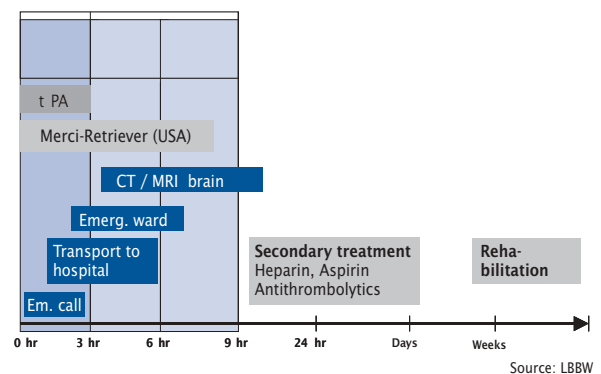 t PA
Merci-Retriever (USA)
CT / MRI brain
Emerg. ward
Transport to
hospital
Secondary treatment
Heparin, Aspirin
Antithrombolytics
Reha-
bilitation
Em. call
0 hr 3 hr 6 hr 9 hr 24 hr Days Weeks
Source: LBBW